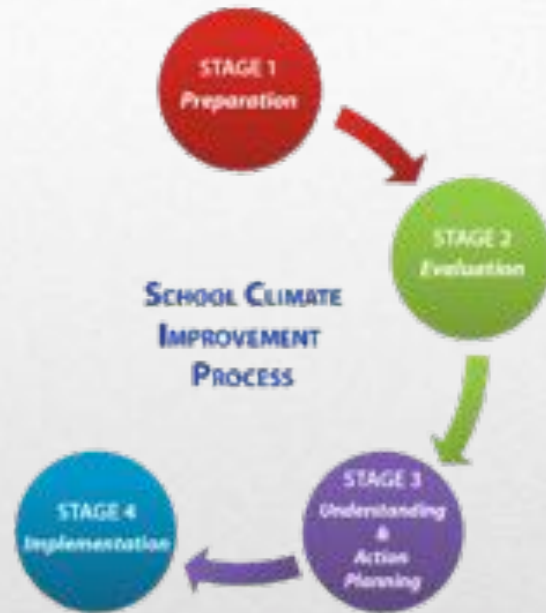 STAGE 1
Preparation
STAGE 2
Evaluation
SCHOOL CLIMATE
IMPROVEMENT
PROCESS
STAGE 3
Understanding
&
Action
Planning
STAGE 4
Implementation